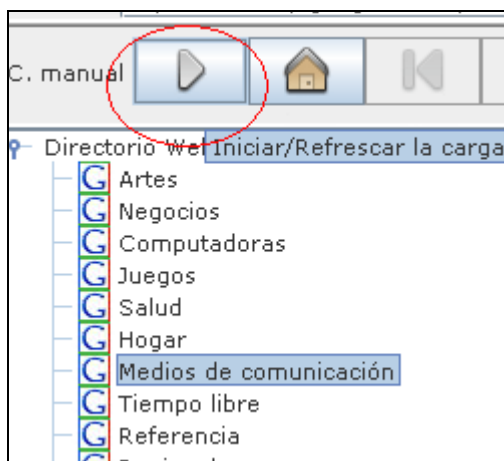 C. manual
Directorio We Iniciar/Refrescar la carga
G Artes
G Negocios
G Computadoras
G Juegos
G Salud
G Hogar
G Medios de comunicación
G Tiempo libre
G Referencia